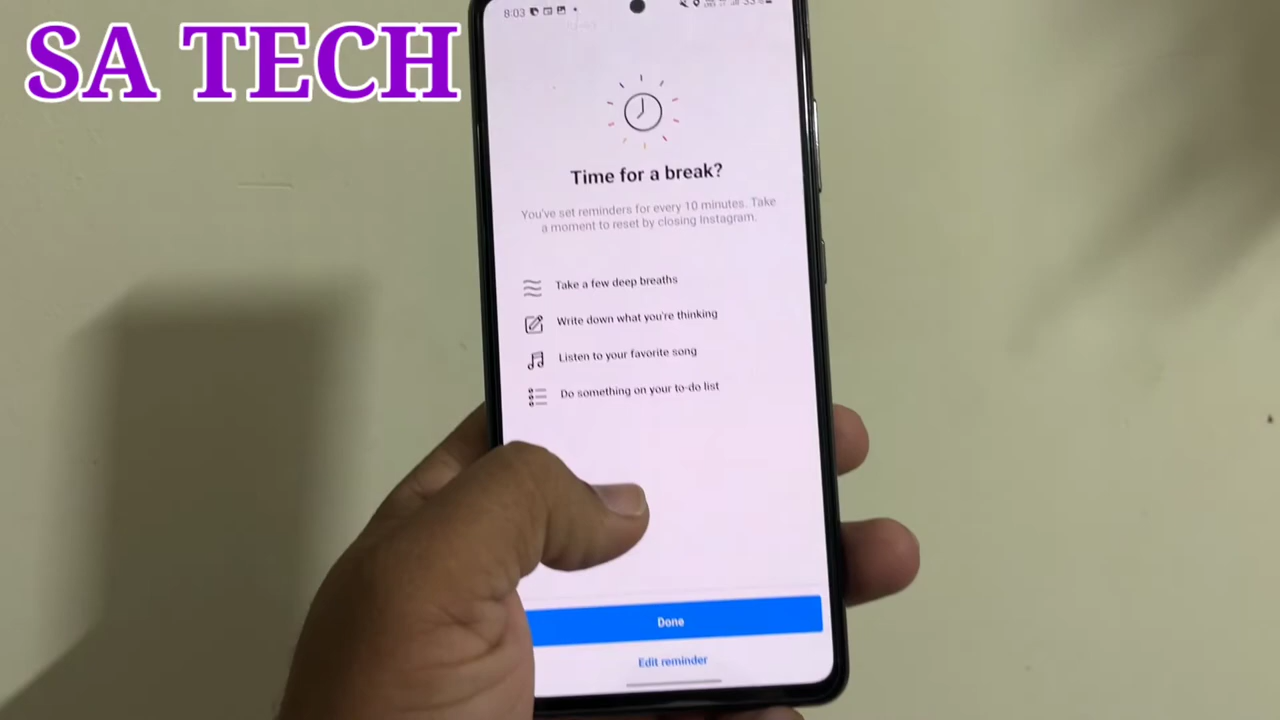 SA TECH
8:03
Time for a break?
You've set reminders for every 10 minutes. Take
a moment to reset by closing Instagram.
Take a few deep breaths
Write down what you're thinking
Listen to your favorite song
Do something on your to-do list
Done
Edit reminder